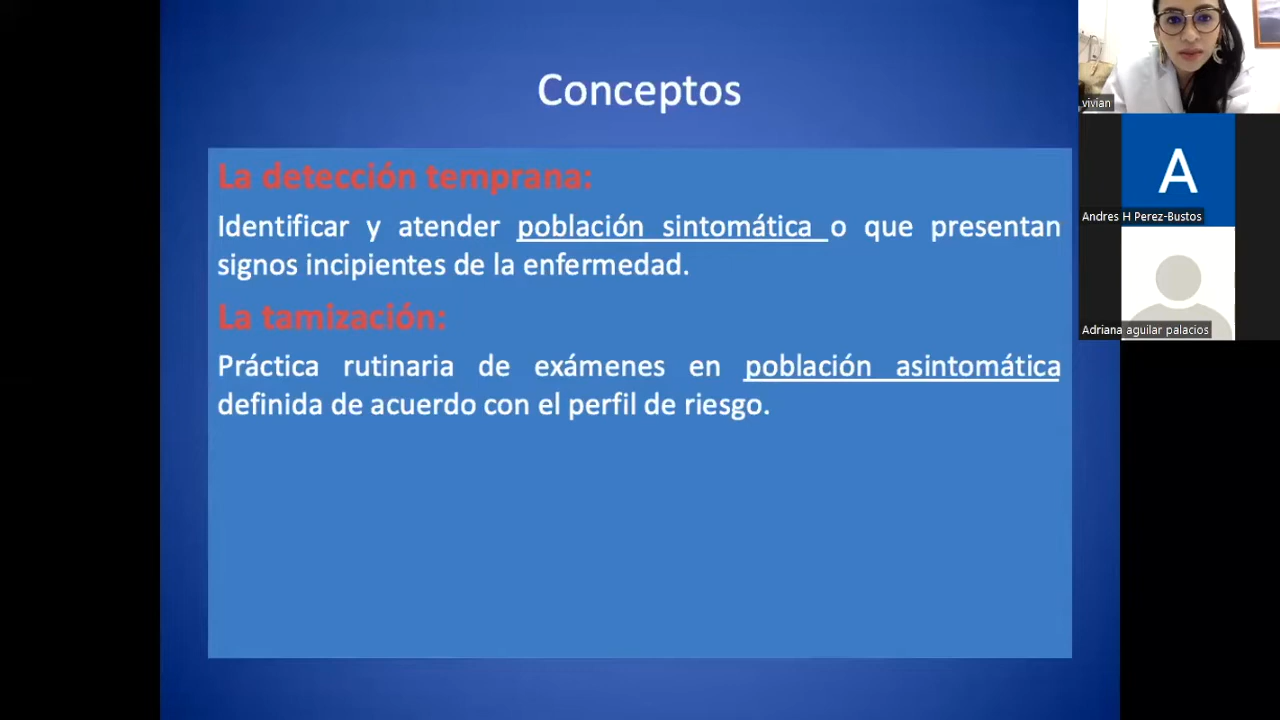 Conceptos
La detección temprana:
Identificar y atender población sintomática o que presentan
signos incipientes de la enfermedad.
La tamización:
Práctica rutinaria de exámenes en población asintomática
definida de acuerdo con el perfil de riesgo.
vivian
A
Andres H Perez-Bustos
Adriana aguilar palacios